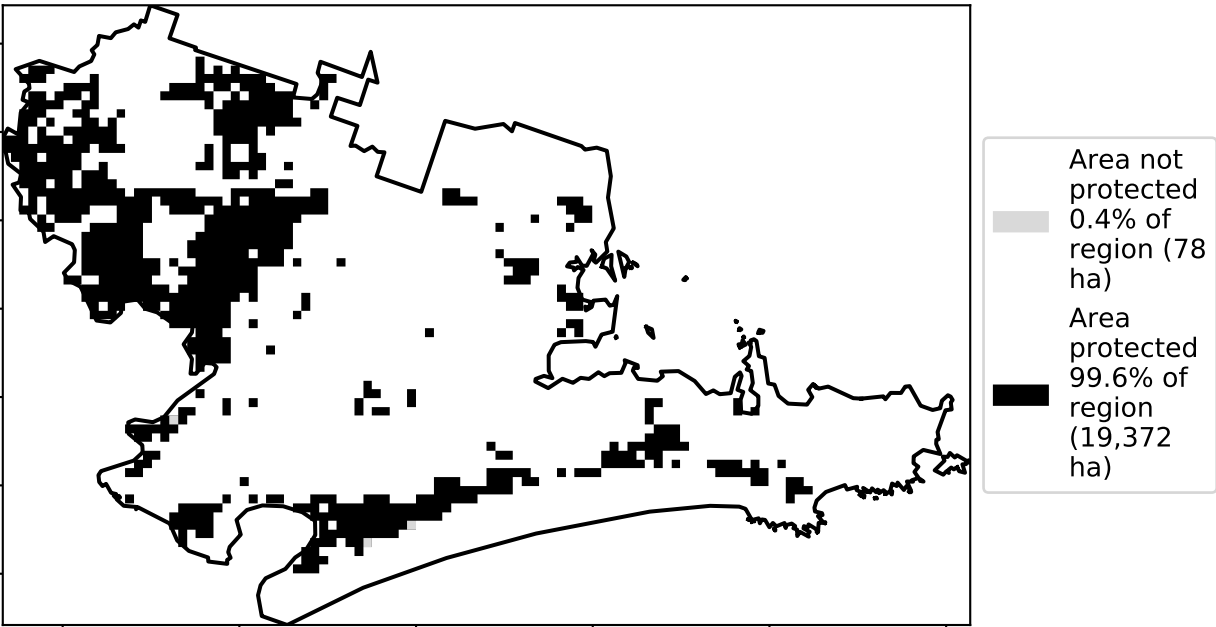 Area not
protected
0.4% of
region (78
ha)
Area
protected
99.6% of
region
(19,372
ha)